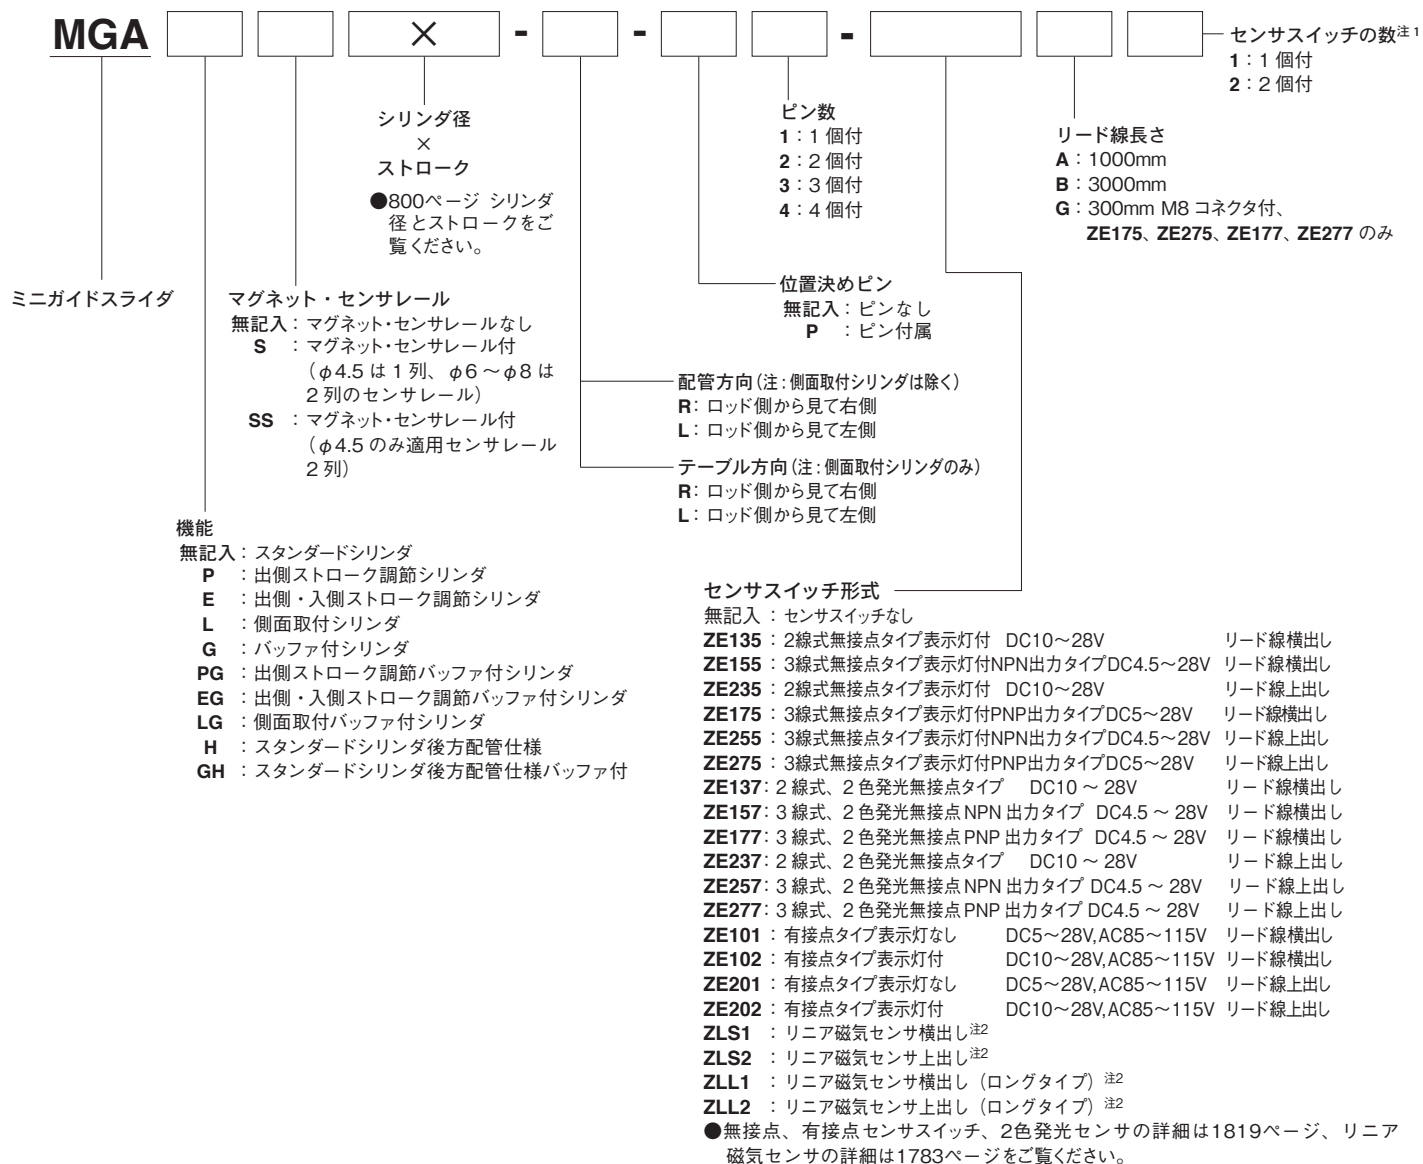 MGA × - - -
センサスイッチの数注1
1：1個付
2：2個付
シリンダ径
×
ストローク
●800ページ シリンダ
径とストロークをご
覧ください。
ピン数
1：1個付
2：2個付
3：3個付
4：4個付
リード線長さ
A：1000mm
B：3000mm
G：300mm M8コネクタ付、
ZE175、ZE275、ZE177、ZE277のみ
ミニガイドスライダ
マグネット・センサレール
無記入：マグネット・センサレールなし
S ：マグネット・センサレール付
（φ4.5は1列、φ6～φ8は
2列のセンサレール）
SS ：マグネット・センサレール付
（φ4.5のみ適用センサレール
2列）
位置決めピン
無記入：ピンなし
P ：ピン付属
配管方向（注：側面取付シリンダは除く）
R：ロッド側から見て右側
L：ロッド側から見て左側
テーブル方向（注：側面取付シリンダのみ）
R：ロッド側から見て右側
L：ロッド側から見て左側
機能
無記入：スタンダードシリンダ
P ：出側ストローク調節シリンダ
E ：出側・入側ストローク調節シリンダ
L ：側面取付シリンダ
G ：バッファ付シリンダ
PG ：出側ストローク調節バッファ付シリンダ
EG ：出側・入側ストローク調節バッファ付シリンダ
LG ：側面取付バッファ付シリンダ
H ：スタンダードシリンダ後方配管仕様
GH ：スタンダードシリンダ後方配管仕様バッファ付
センサスイッチ形式
無記入：センサスイッチなし
ZE135：2線式無接点タイプ表示灯付 DC10～28V リード線横出し
ZE155：3線式無接点タイプ表示灯付NPN出力タイプDC4.5～28V リード線横出し
ZE235：2線式無接点タイプ表示灯付 DC10～28V リード線上出し
ZE175：3線式無接点タイプ表示灯付PNP出力タイプDC5～28V リード線横出し
ZE255：3線式無接点タイプ表示灯付NPN出力タイプDC4.5～28V リード線上出し
ZE275：3線式無接点タイプ表示灯付PNP出力タイプDC5～28V リード線上出し
ZE137：2線式、2色発光無接点タイプ DC10～28V リード線横出し
ZE157：3線式、2色発光無接点NPN出力タイプ DC4.5～28V リード線横出し
ZE177：3線式、2色発光無接点PNP出力タイプ DC4.5～28V リード線横出し
ZE237：2線式、2色発光無接点タイプ DC10～28V リード線上出し
ZE257：3線式、2色発光無接点NPN出力タイプ DC4.5～28V リード線上出し
ZE277：3線式、2色発光無接点PNP出力タイプ DC4.5～28V リード線上出し
ZE101：有接点タイプ表示灯なし DC5～28V,AC85～115V リード線横出し
ZE102：有接点タイプ表示灯付 DC10～28V,AC85～115V リード線横出し
ZE201：有接点タイプ表示灯なし DC5～28V,AC85～115V リード線上出し
ZE202：有接点タイプ表示灯付 DC10～28V,AC85～115V リード線上出し
ZLS1 ：リニア磁気センサ横出し注2
ZLS2 ：リニア磁気センサ上出し注2
ZLL1 ：リニア磁気センサ横出し（ロングタイプ）注2
ZLL2 ：リニア磁気センサ上出し（ロングタイプ）注2
●無接点、有接点センサスイッチ、2色発光センサの詳細は1819ページ、リニア
磁気センサの詳細は1783ページをご覧ください。